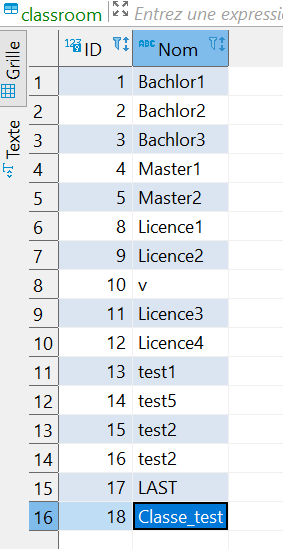 classroom Entrez une expressi
Grille
Texte
123 ID ABC Nom
1 1 Bachlor1
2 2 Bachlor2
3 3 Bachlor3
4 4 Master1
5 5 Master2
6 8 Licence1
7 9 Licence2
8 10 v
9 11 Licence3
10 12 Licence4
11 13 test1
12 14 test5
13 15 test2
14 16 test2
15 17 LAST
16 18 Classe_test